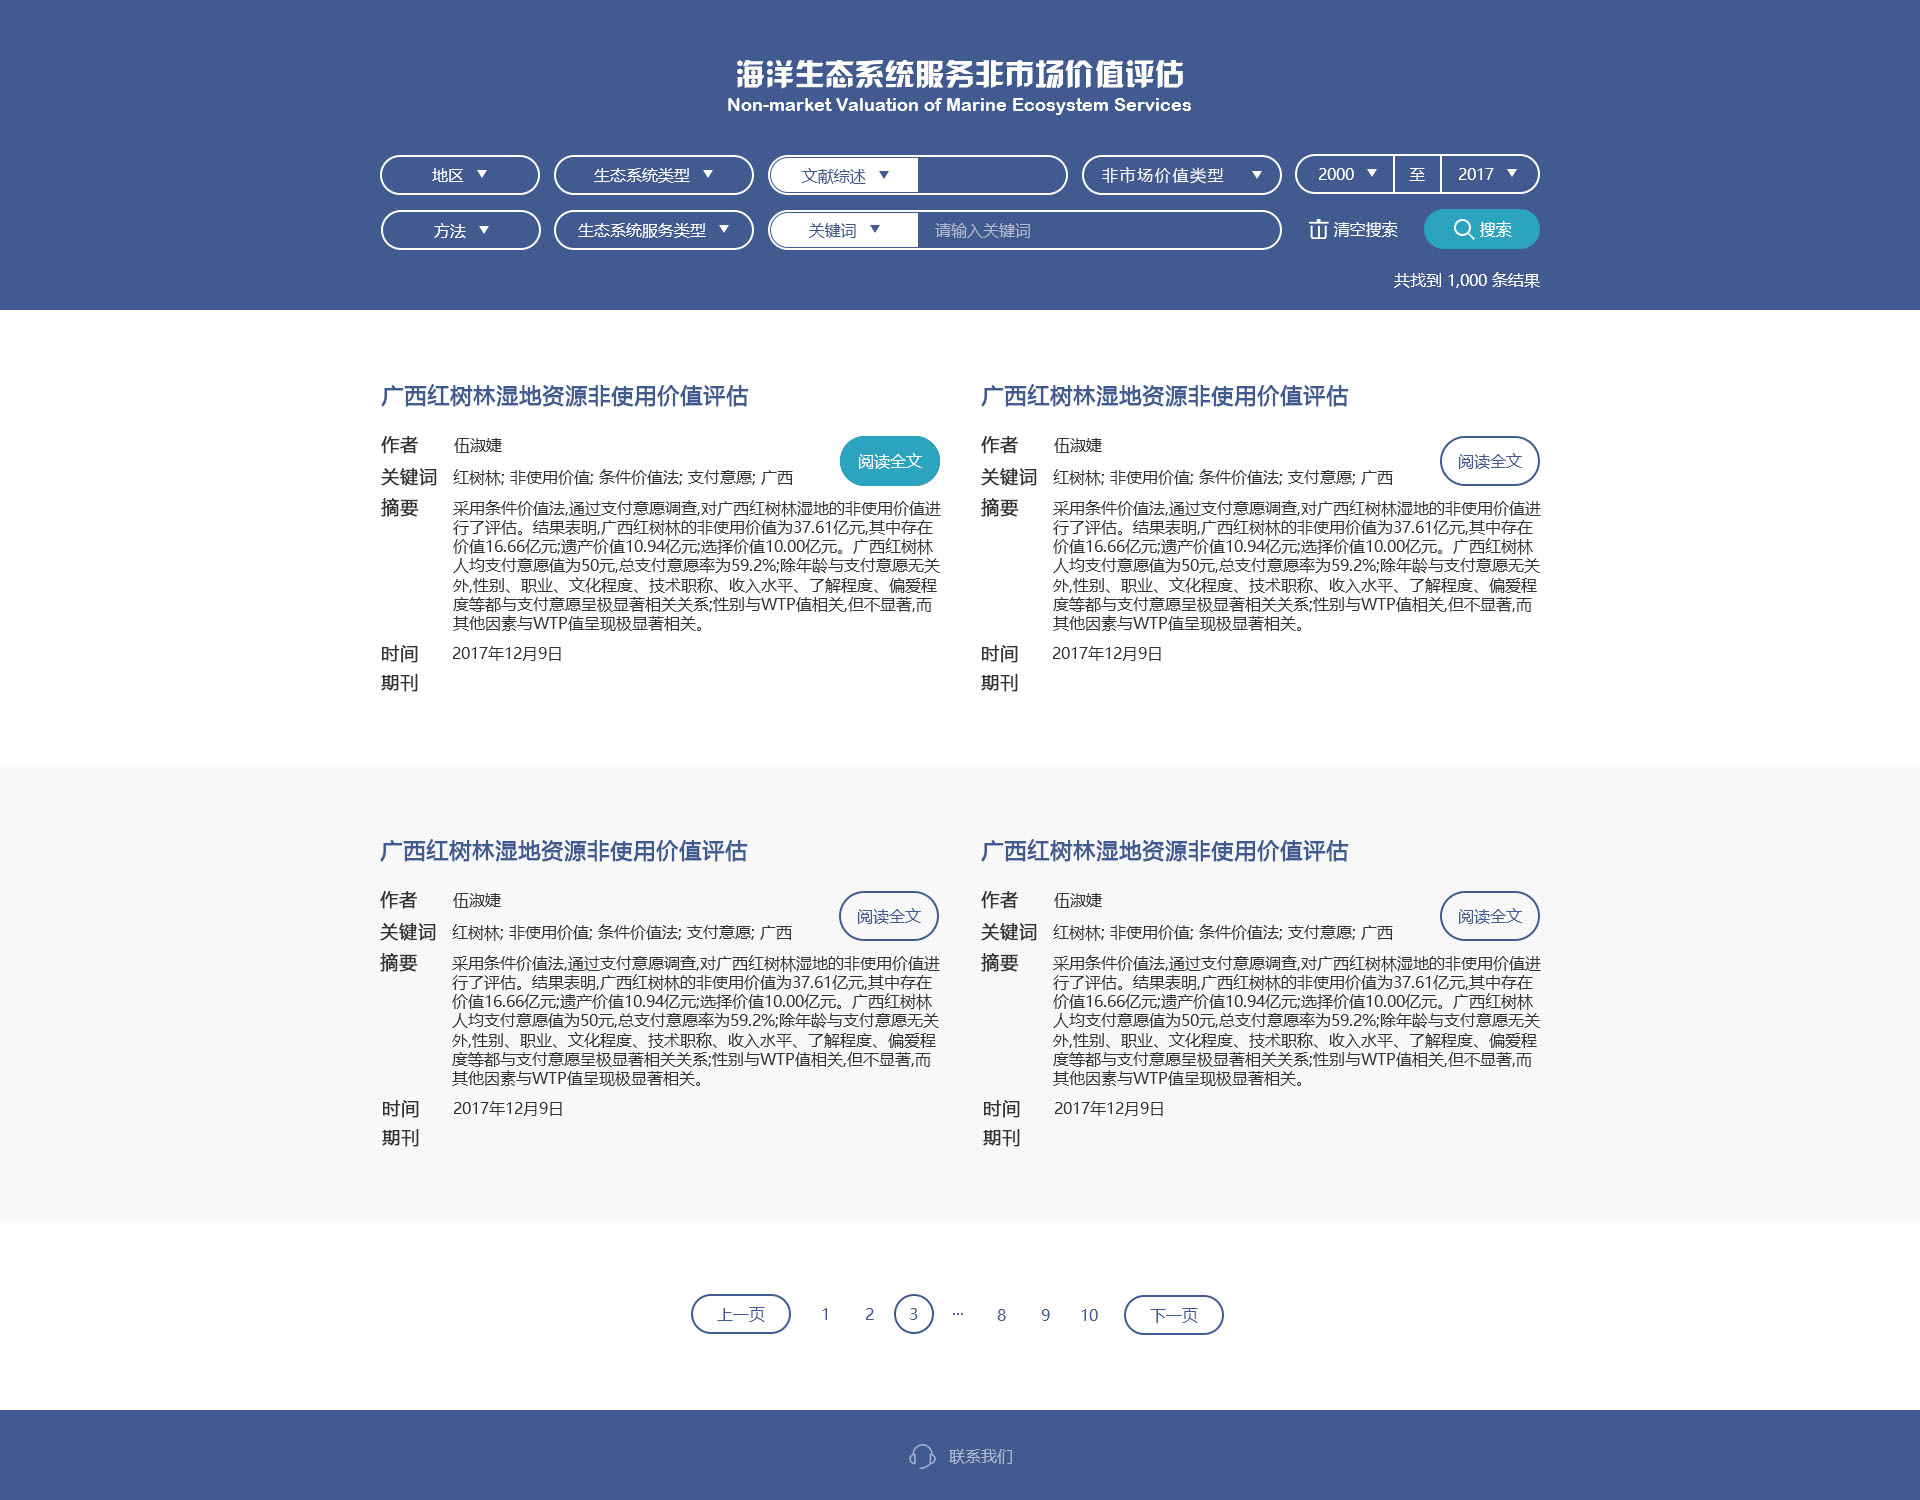 海洋生态系统服务非市场价值评估
Non-market Valuation of Marine Ecosystem Services
地区 生态系统类型 文献综述 非市场价值类型 2000 至 2017
方法 生态系统服务类型 关键词 请输入关键词 清空搜索 搜索
共找到 1,000 条结果
广西红树林湿地资源非使用价值评估
作者 伍淑婕
阅读全文
关键词 红树林; 非使用价值; 条件价值法; 支付意愿; 广西
摘要 采用条件价值法,通过支付意愿调查,对广西红树林湿地的非使用价值进
行了评估。结果表明,广西红树林的非使用价值为37.61亿元,其中存在
价值16.66亿元;遗产价值10.94亿元;选择价值10.00亿元。广西红树林
人均支付意愿值为50元,总支付意愿率为59.2%;除年龄与支付意愿无关
外,性别、职业、文化程度、技术职称、收入水平、了解程度、偏爱程
度等都与支付意愿呈极显著相关关系;性别与WTP值相关,但不显著,而
其他因素与WTP值呈现极显著相关。
时间 2017年12月9日
期刊
广西红树林湿地资源非使用价值评估
作者 伍淑婕
阅读全文
关键词 红树林; 非使用价值; 条件价值法; 支付意愿; 广西
摘要 采用条件价值法,通过支付意愿调查,对广西红树林湿地的非使用价值进
行了评估。结果表明,广西红树林的非使用价值为37.61亿元,其中存在
价值16.66亿元;遗产价值10.94亿元;选择价值10.00亿元。广西红树林
人均支付意愿值为50元,总支付意愿率为59.2%;除年龄与支付意愿无关
外,性别、职业、文化程度、技术职称、收入水平、了解程度、偏爱程
度等都与支付意愿呈极显著相关关系;性别与WTP值相关,但不显著,而
其他因素与WTP值呈现极显著相关。
时间 2017年12月9日
期刊
广西红树林湿地资源非使用价值评估
作者 伍淑婕
阅读全文
关键词 红树林; 非使用价值; 条件价值法; 支付意愿; 广西
摘要 采用条件价值法,通过支付意愿调查,对广西红树林湿地的非使用价值进
行了评估。结果表明,广西红树林的非使用价值为37.61亿元,其中存在
价值16.66亿元;遗产价值10.94亿元;选择价值10.00亿元。广西红树林
人均支付意愿值为50元,总支付意愿率为59.2%;除年龄与支付意愿无关
外,性别、职业、文化程度、技术职称、收入水平、了解程度、偏爱程
度等都与支付意愿呈极显著相关关系;性别与WTP值相关,但不显著,而
其他因素与WTP值呈现极显著相关。
时间 2017年12月9日
期刊
广西红树林湿地资源非使用价值评估
作者 伍淑婕
阅读全文
关键词 红树林; 非使用价值; 条件价值法; 支付意愿; 广西
摘要 采用条件价值法,通过支付意愿调查,对广西红树林湿地的非使用价值进
行了评估。结果表明,广西红树林的非使用价值为37.61亿元,其中存在
价值16.66亿元;遗产价值10.94亿元;选择价值10.00亿元。广西红树林
人均支付意愿值为50元,总支付意愿率为59.2%;除年龄与支付意愿无关
外,性别、职业、文化程度、技术职称、收入水平、了解程度、偏爱程
度等都与支付意愿呈极显著相关关系;性别与WTP值相关,但不显著,而
其他因素与WTP值呈现极显著相关。
时间 2017年12月9日
期刊
上一页 1 2 3 ··· 8 9 10 下一页
联系我们